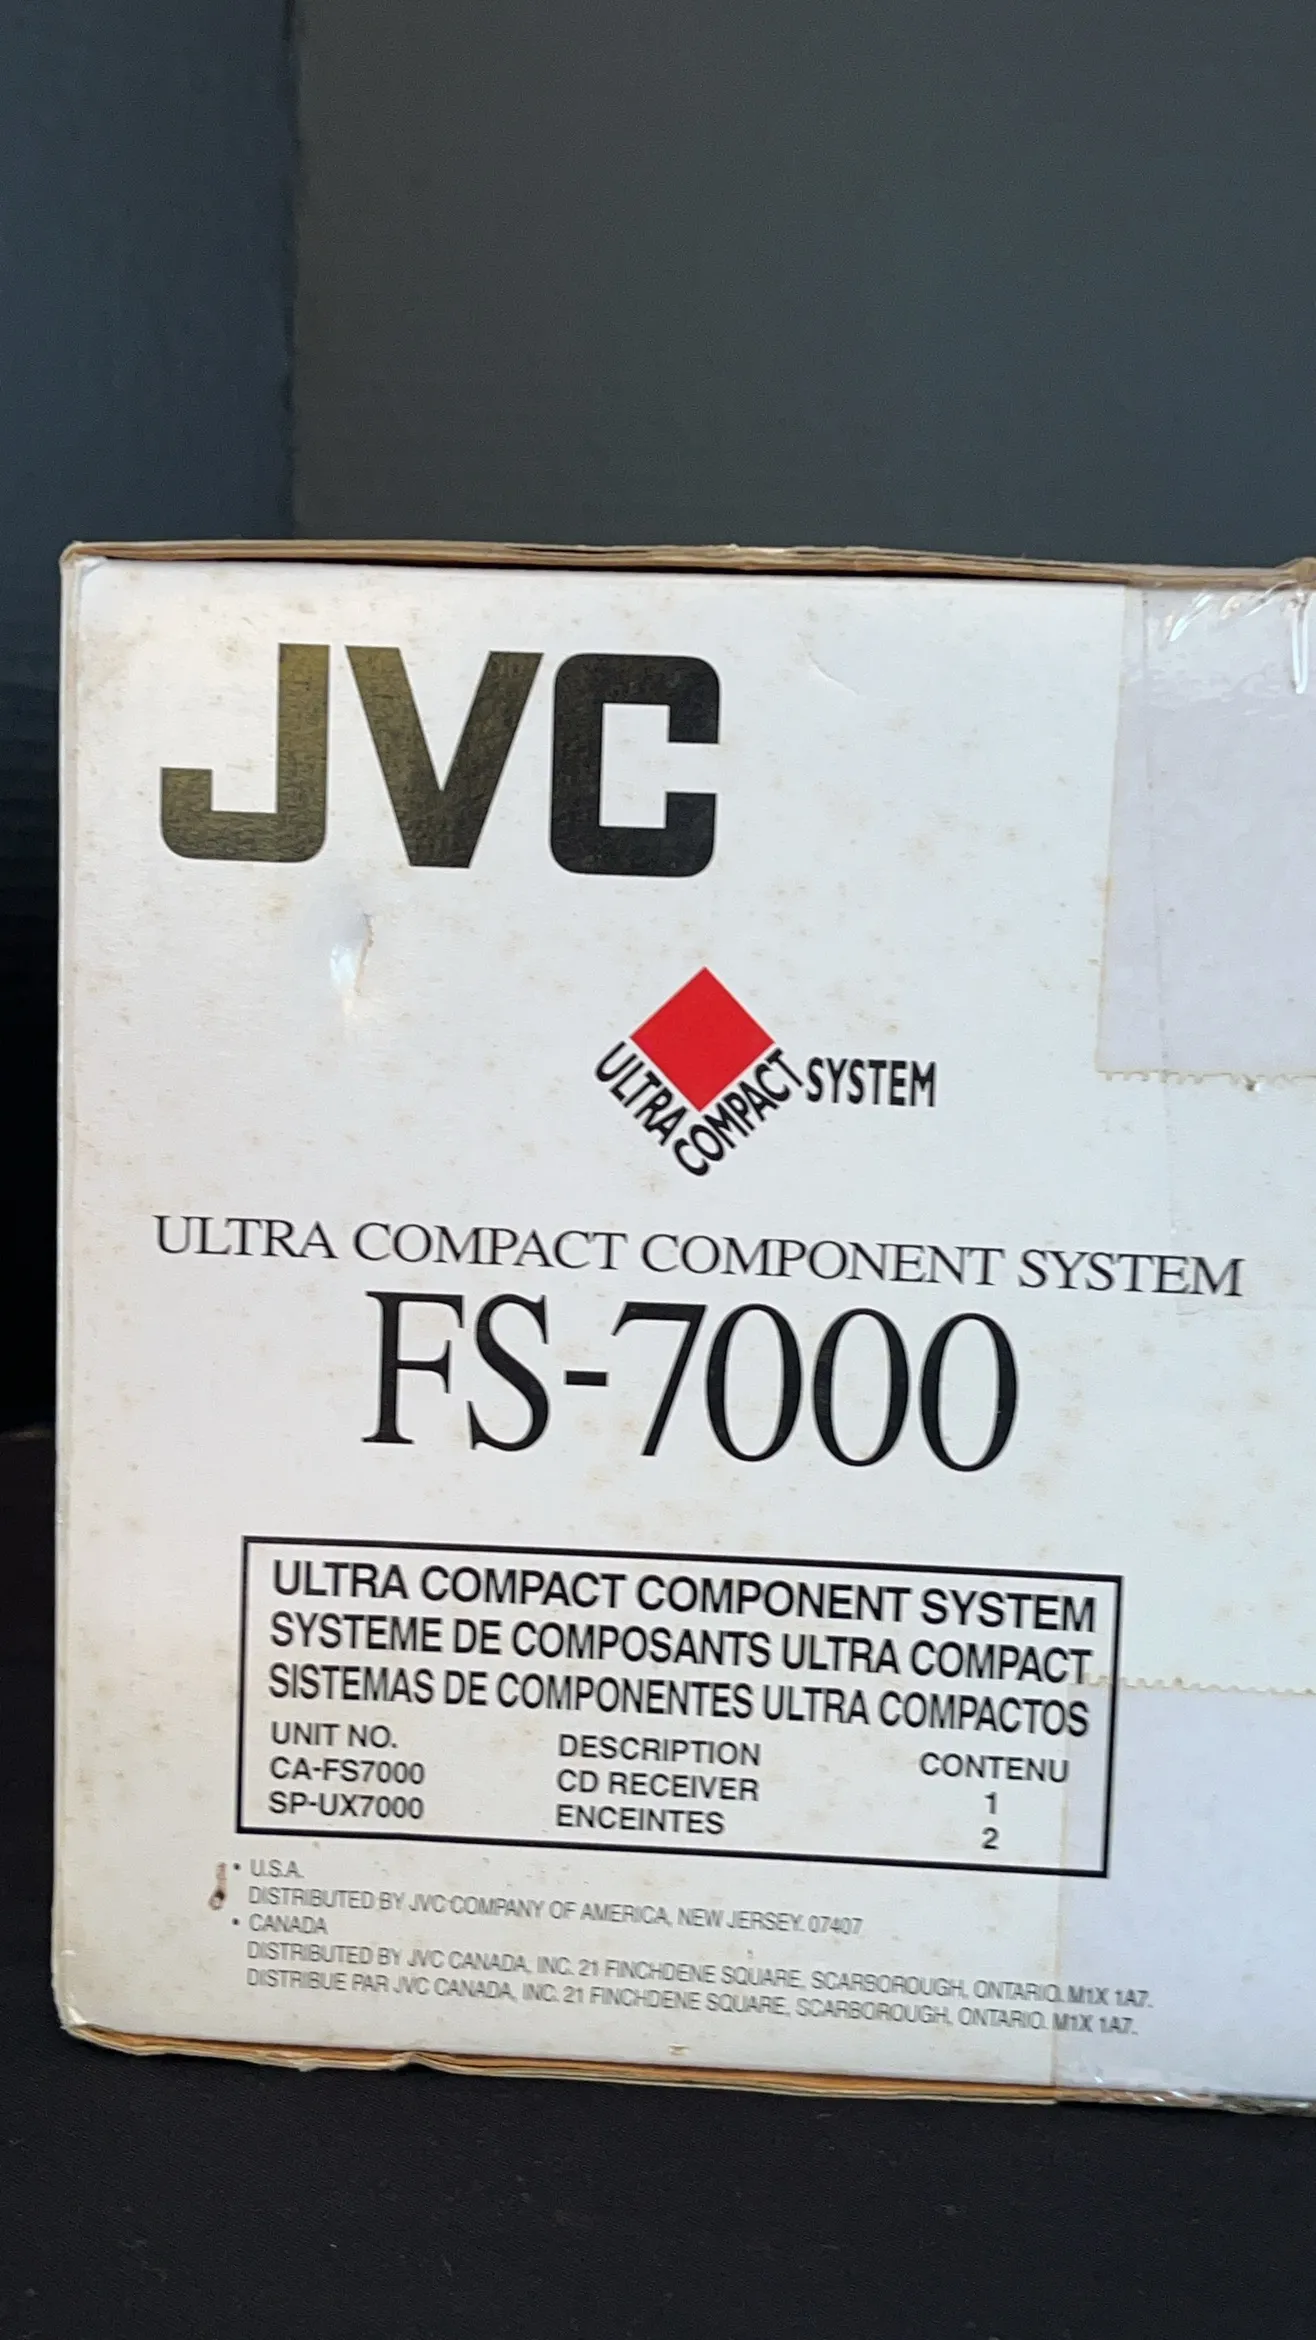 JVC
ULTRA COMPACT SYSTEM
ULTRA COMPACT COMPONENT SYSTEM
FS-7000
ULTRA COMPACT COMPONENT SYSTEM
SYSTEME DE COMPOSANTS ULTRA COMPACT
SISTEMAS DE COMPONENTES ULTRA COMPACTOS
UNIT NO. DESCRIPTION CONTENU
CA-FS7000 CD RECEIVER 1
SP-UX7000 ENCEINTES 2
• U.S.A.
DISTRIBUTED BY JVC COMPANY OF AMERICA, NEW JERSEY. 07407
• CANADA
DISTRIBUTED BY JVC CANADA, INC. 21 FINCHDENE SQUARE, SCARBOROUGH, ONTARIO. M1X 1A7.
DISTRIBUE PAR JVC CANADA, INC. 21 FINCHDENE SQUARE, SCARBOROUGH, ONTARIO. M1X 1A7.